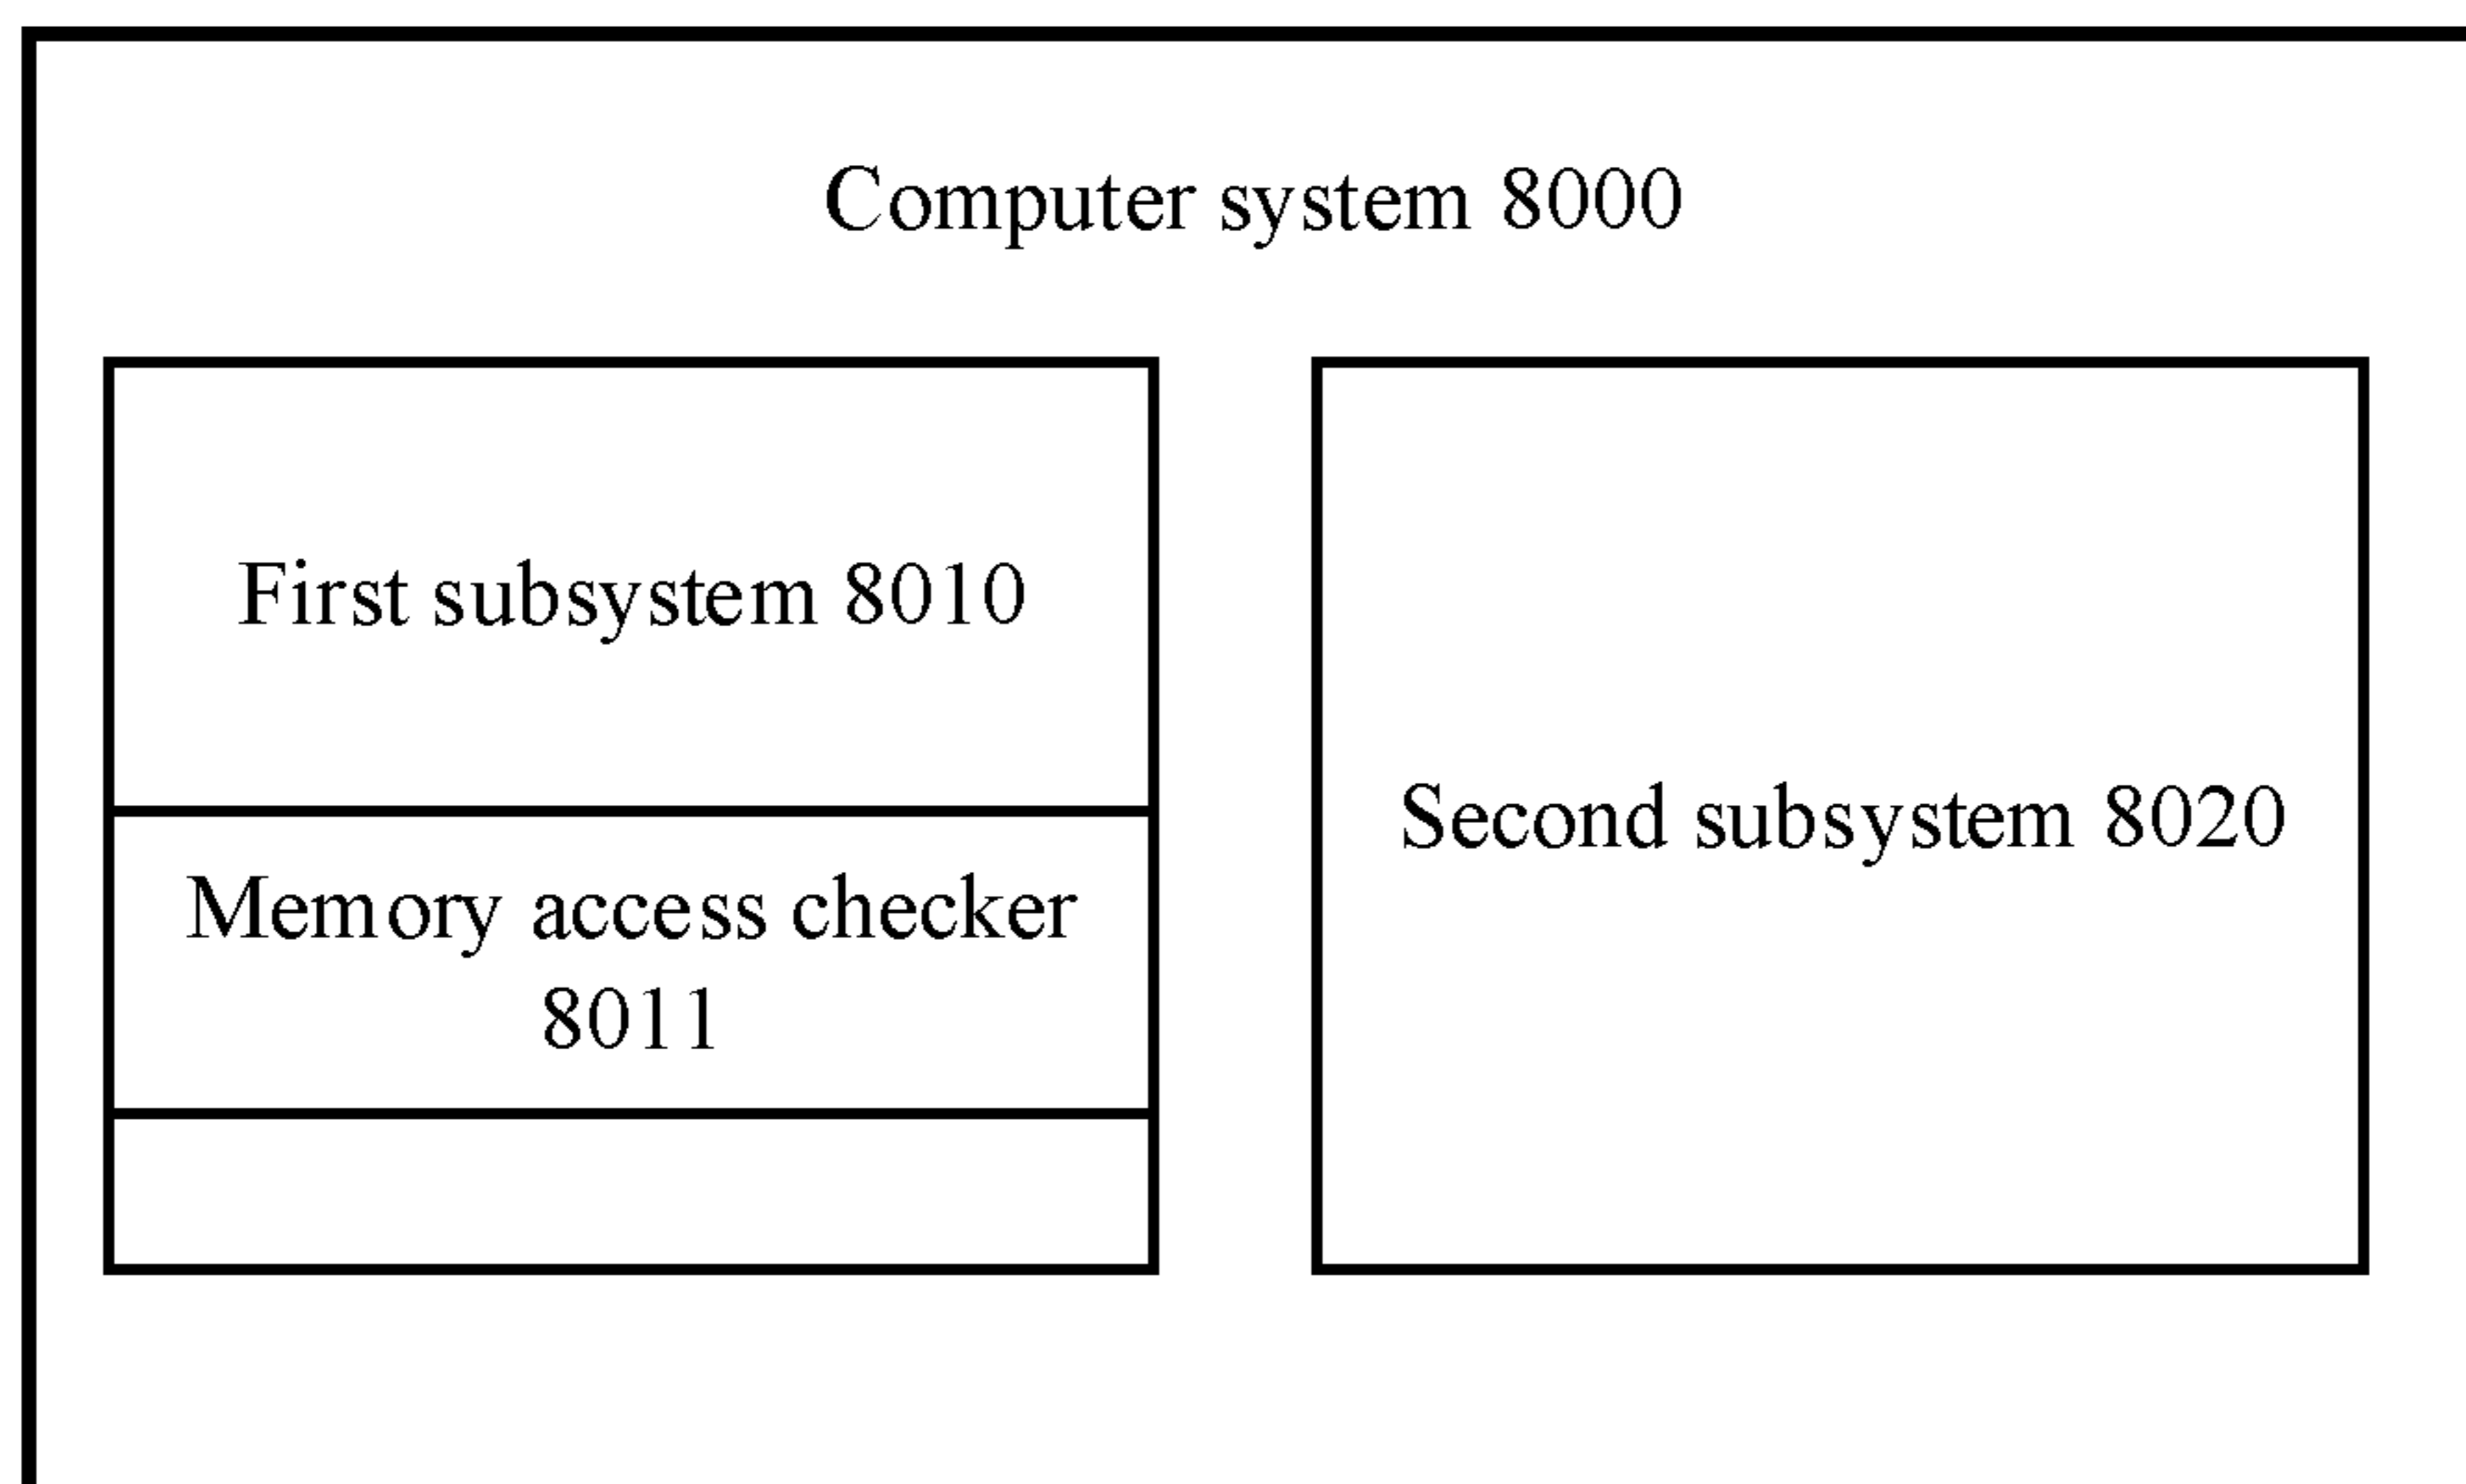 Computer system 8000
First subsystem 8010
Memory access checker
8011
Second subsystem 8020